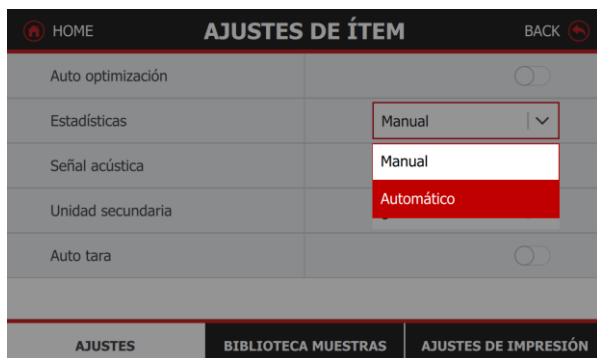 HOME AJUSTES DE ÍTEM BACK
Auto optimización
Estadísticas Manual
Señal acústica Manual
Automático
Unidad secundaria
Auto tara
AJUSTES BIBLIOTECA MUESTRAS AJUSTES DE IMPRESIÓN